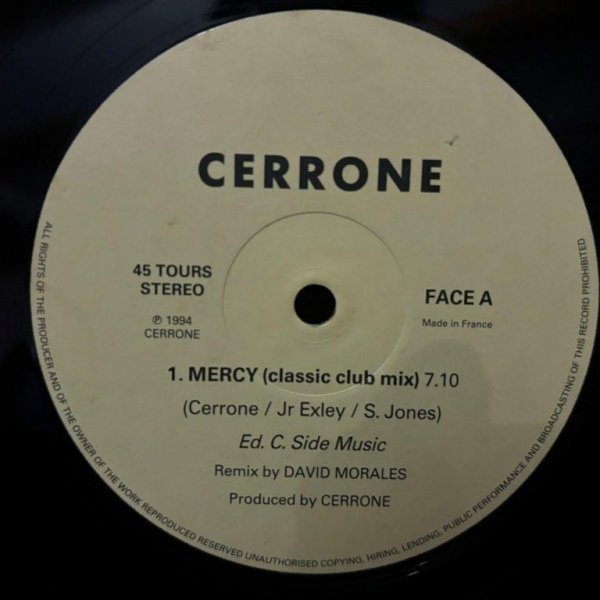 CERRONE
45 TOURS
STEREO
℗ 1994
CERRONE
FACE A
Made in France
1. MERCY (classic club mix) 7.10
(Cerrone / Jr Exley / S. Jones)
Ed. C. Side Music
Remix by DAVID MORALES
Produced by CERRONE
ALL RIGHTS OF THE PRODUCER AND OF THE OWNER OF THE WORK REPRODUCED RESERVED UNAUTHORISED COPYING, HIRING, LENDING, PUBLIC PERFORMANCE AND BROADCASTING OF THIS RECORD PROHIBITED